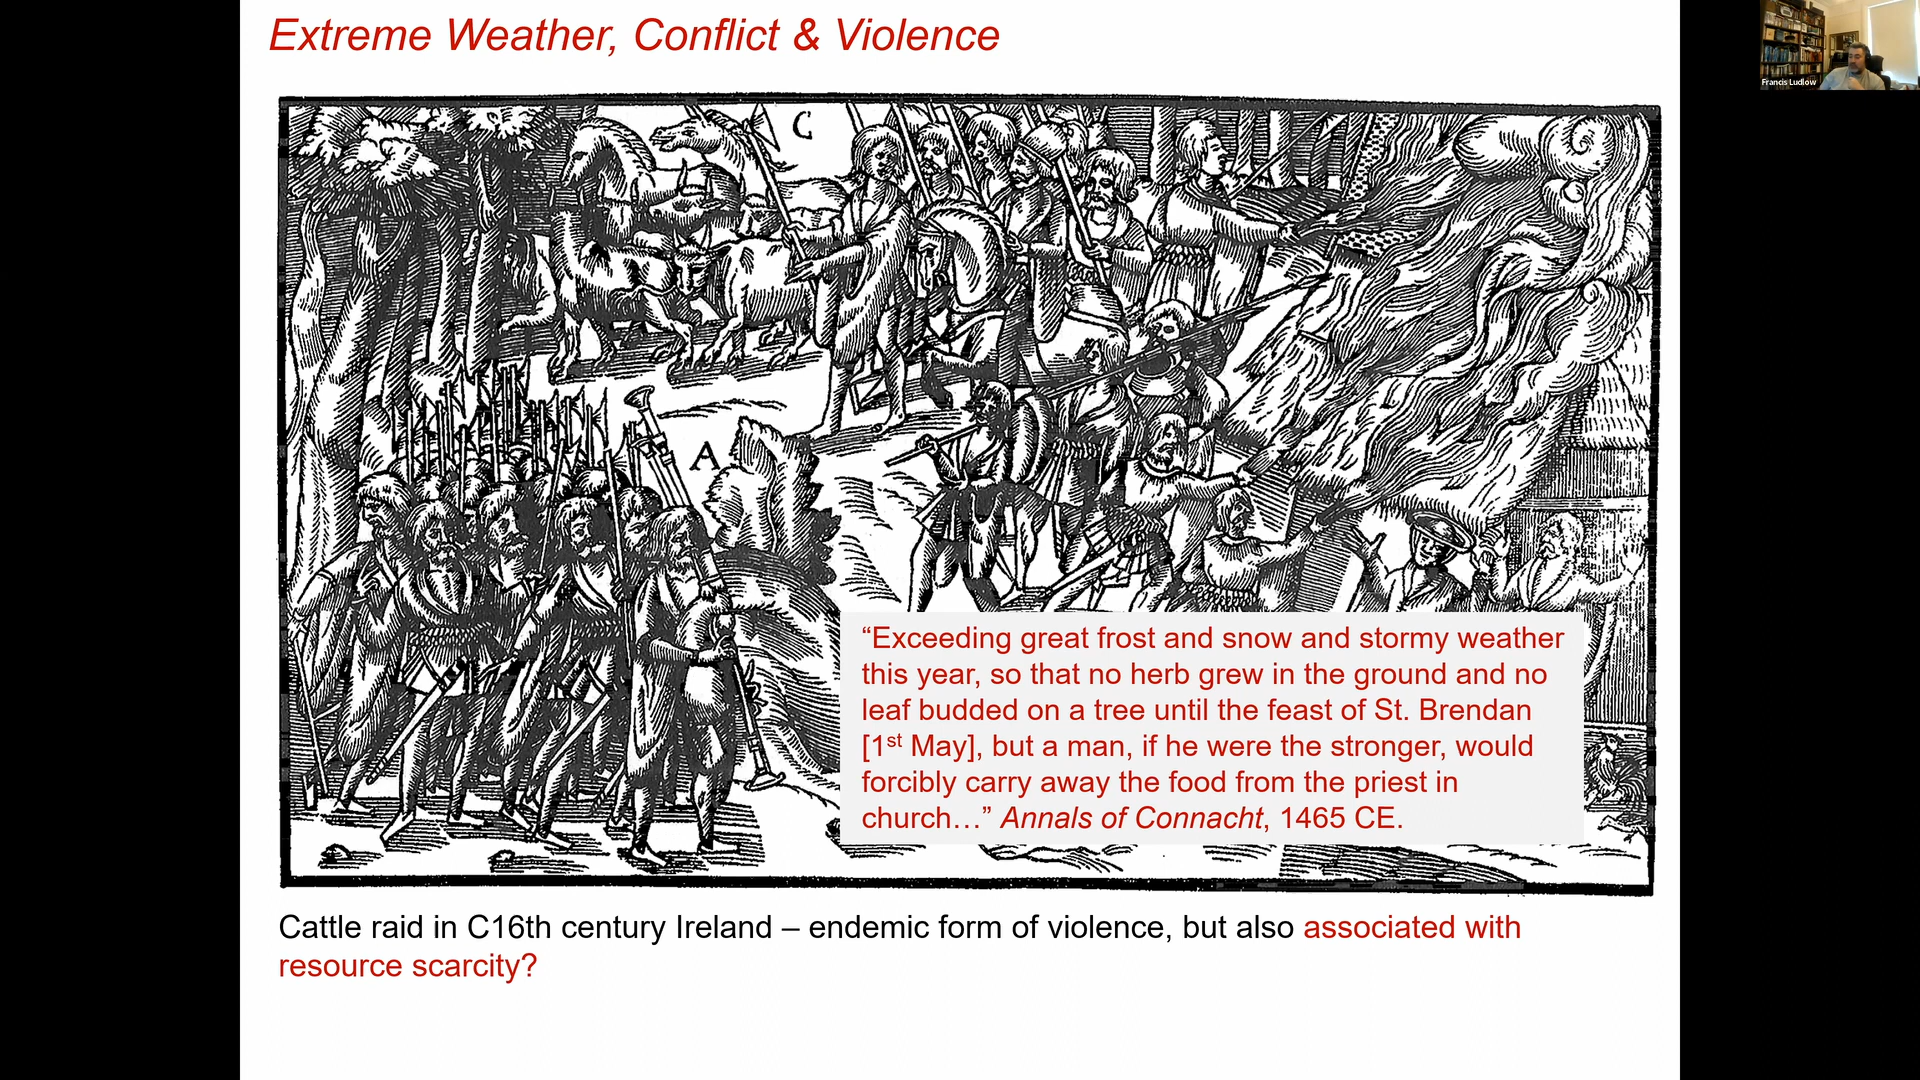 Extreme Weather, Conflict & Violence
Francis Ludlow
C
A
“Exceeding great frost and snow and stormy weather
this year, so that no herb grew in the ground and no
leaf budded on a tree until the feast of St. Brendan
[1st May], but a man, if he were the stronger, would
forcibly carry away the food from the priest in
church…” Annals of Connacht, 1465 CE.
Cattle raid in C16th century Ireland – endemic form of violence, but also associated with
resource scarcity?